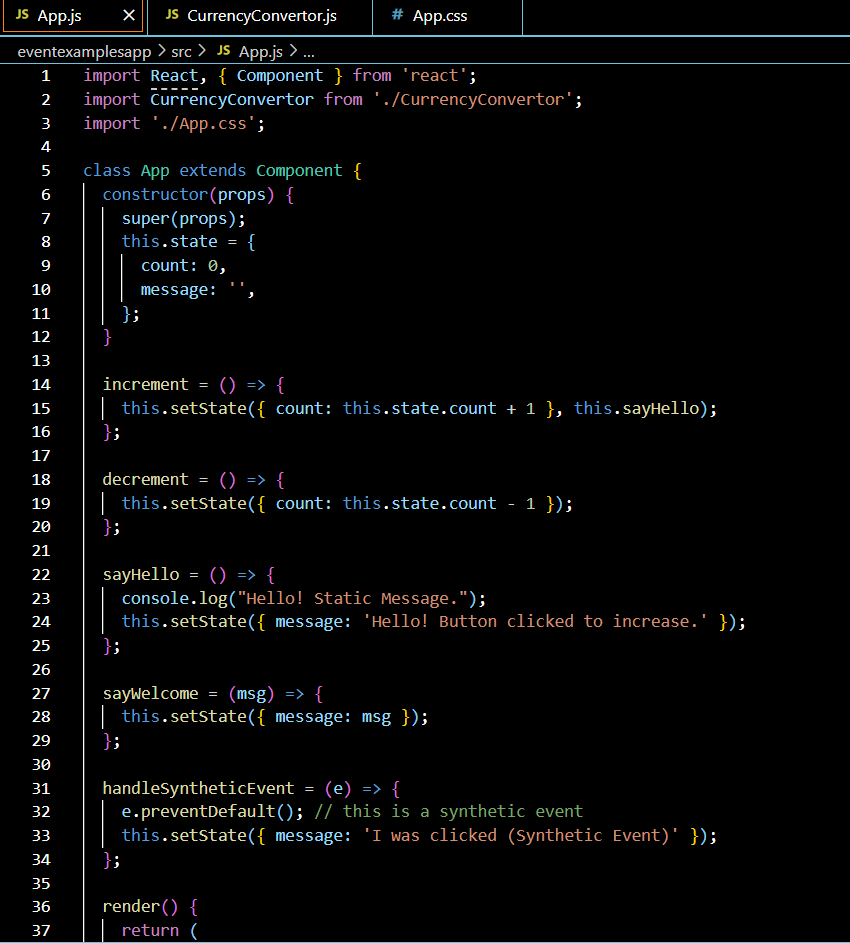 JS App.js × JS CurrencyConvertor.js # App.css
eventexamplesapp > src > JS App.js > ...
1 import React, { Component } from 'react';
2 import CurrencyConvertor from './CurrencyConvertor';
3 import './App.css';
4
5 class App extends Component {
6   constructor(props) {
7     super(props);
8     this.state = {
9       count: 0,
10       message: '',
11     };
12   }
13
14   increment = () => {
15     this.setState({ count: this.state.count + 1 }, this.sayHello);
16   };
17
18   decrement = () => {
19     this.setState({ count: this.state.count - 1 });
20   };
21
22   sayHello = () => {
23     console.log("Hello! Static Message.");
24     this.setState({ message: 'Hello! Button clicked to increase.' });
25   };
26
27   sayWelcome = (msg) => {
28     this.setState({ message: msg });
29   };
30
31   handleSyntheticEvent = (e) => {
32     e.preventDefault(); // this is a synthetic event
33     this.setState({ message: 'I was clicked (Synthetic Event)' });
34   };
35
36   render() {
37     return (